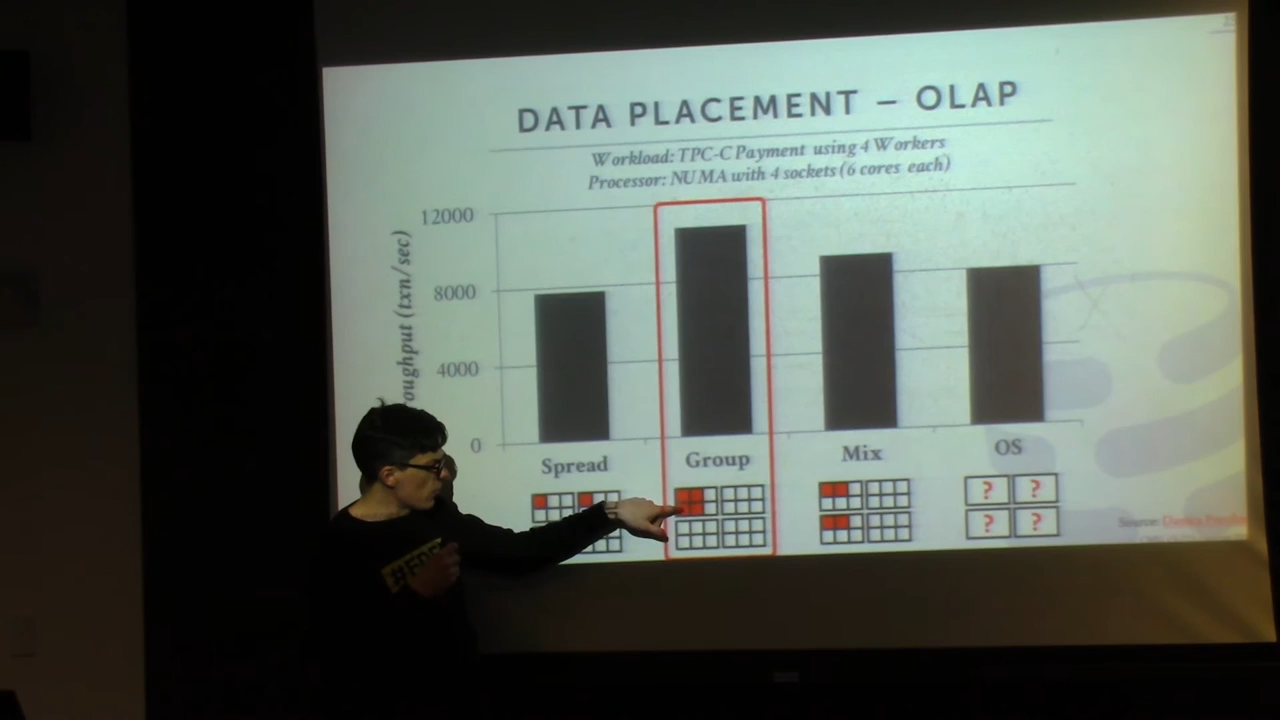 DATA PLACEMENT – OLAP
Workload: TPC-C Payment using 4 Workers
Processor: NUMA with 4 sockets (6 cores each)
12000
8000
4000
0
roughput (txn/sec)
Spread
Group
Mix
OS
? ?
? ?
Source: